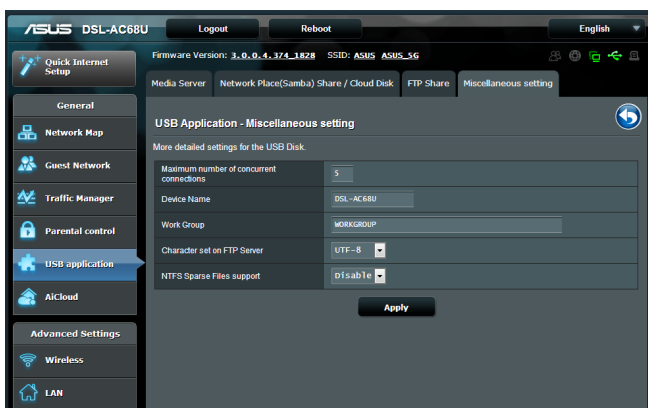 ASUS DSL-AC68U Logout Reboot English
Quick Internet Setup
Firmware Version: 3.0.0.4.374_1828 SSID: ASUS ASUS_5G
Media Server Network Place(Samba) Share / Cloud Disk FTP Share Miscellaneous setting
General
Network Map
Guest Network
Traffic Manager
Parental control
USB application
AiCloud
Advanced Settings
Wireless
LAN
USB Application - Miscellaneous setting
More detailed settings for the USB Disk.
Maximum number of concurrent connections 5
Device Name DSL-AC68U
Work Group WORKGROUP
Character set on FTP Server UTF-8
NTFS Sparse Files support Disable
Apply